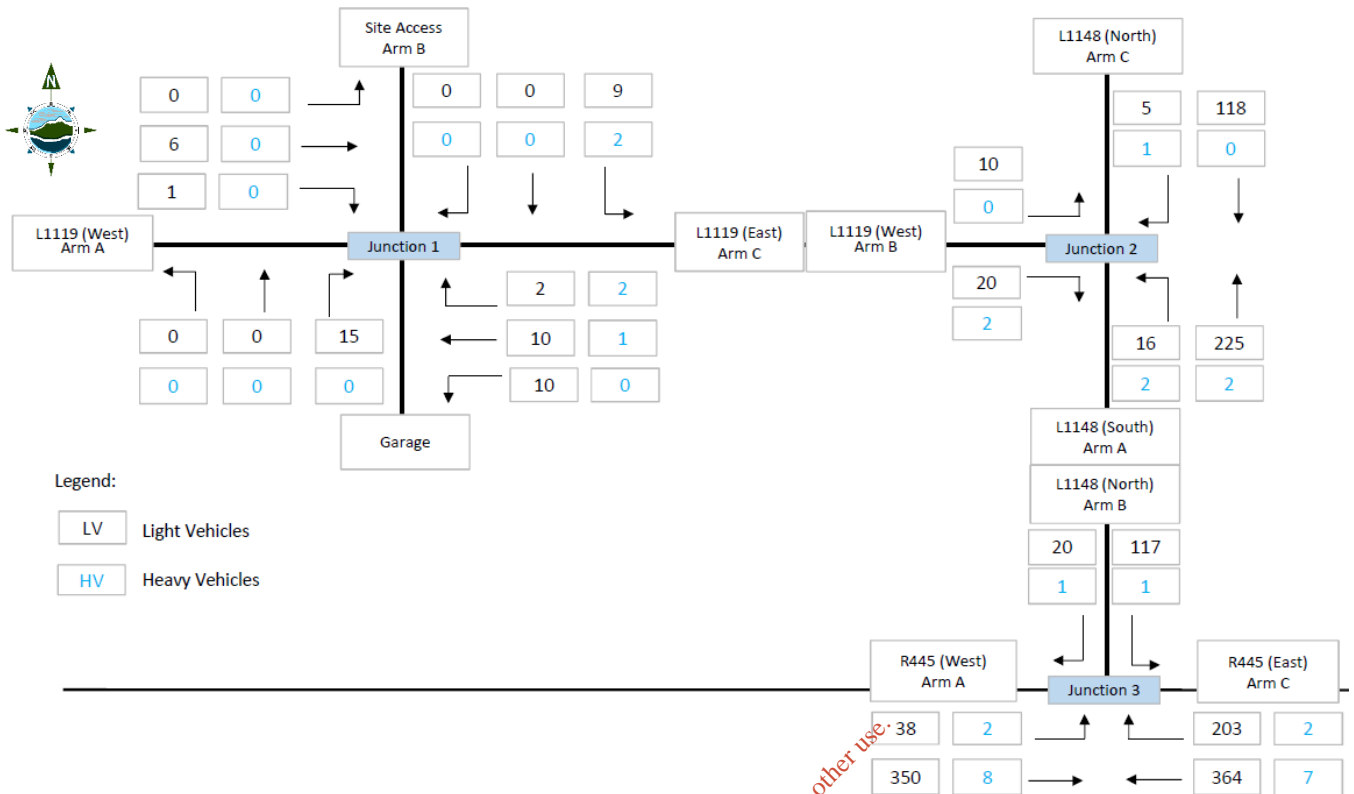 Site Access
Arm B
L1148 (North)
Arm C
N
0 0
0 0 9
5 118
6 0
0 0 2
1 0
10
1 0
0
L1119 (West)
Arm A
Junction 1
L1119 (East)
Arm C
L1119 (West)
Arm B
Junction 2
2 2
20
0 0 15
10 1
2
16 225
0 0 0
10 0
2 2
Garage
L1148 (South)
Arm A
L1148 (North)
Arm B
Legend:
LV Light Vehicles
20 117
HV Heavy Vehicles
1 1
R445 (West)
Arm A
Junction 3
R445 (East)
Arm C
38 2
203 2
350 8
364 7
other use.